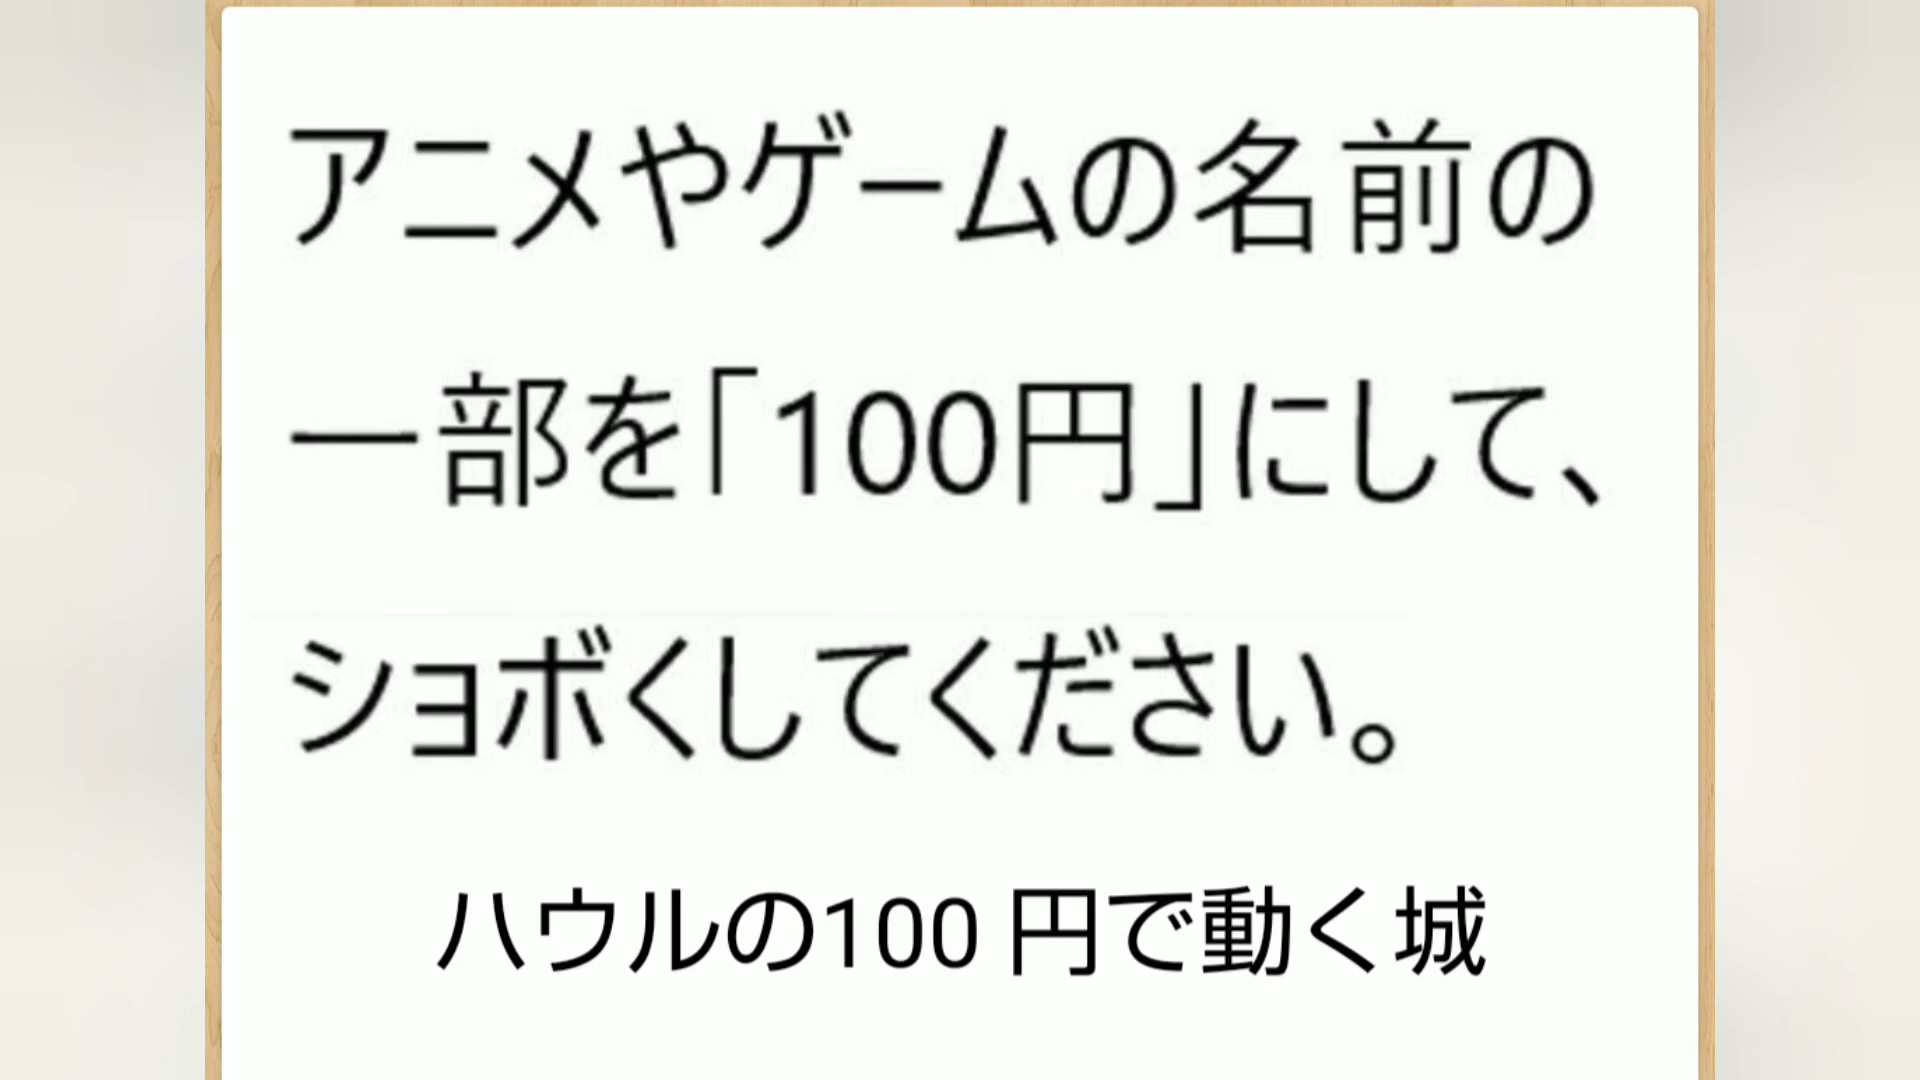 アニメやゲームの名前の
一部を「100円」にして、
ショボくしてください。
ハウルの100円で動く城